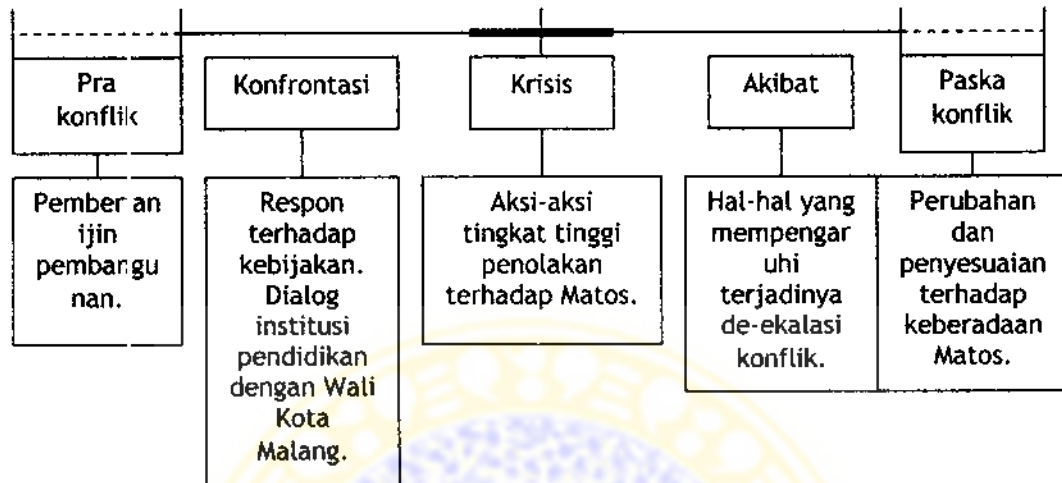 Pra
konflik
Konfrontasi
Krisis
Akibat
Paska
konflik
Pember an
ijin
pembangu
nan.
Respon
terhadap
kebijakan.
Dialog
institusi
pendidikan
dengan Wali
Kota
Malang.
Aksi-aksi
tingkat tinggi
penolakan
terhadap Matos.
Hal-hal yang
mempengar
uhi
terjadinya
de-ekalasi
konflik.
Perubahan
dan
penyesuaian
terhadap
keberadaan
Matos.